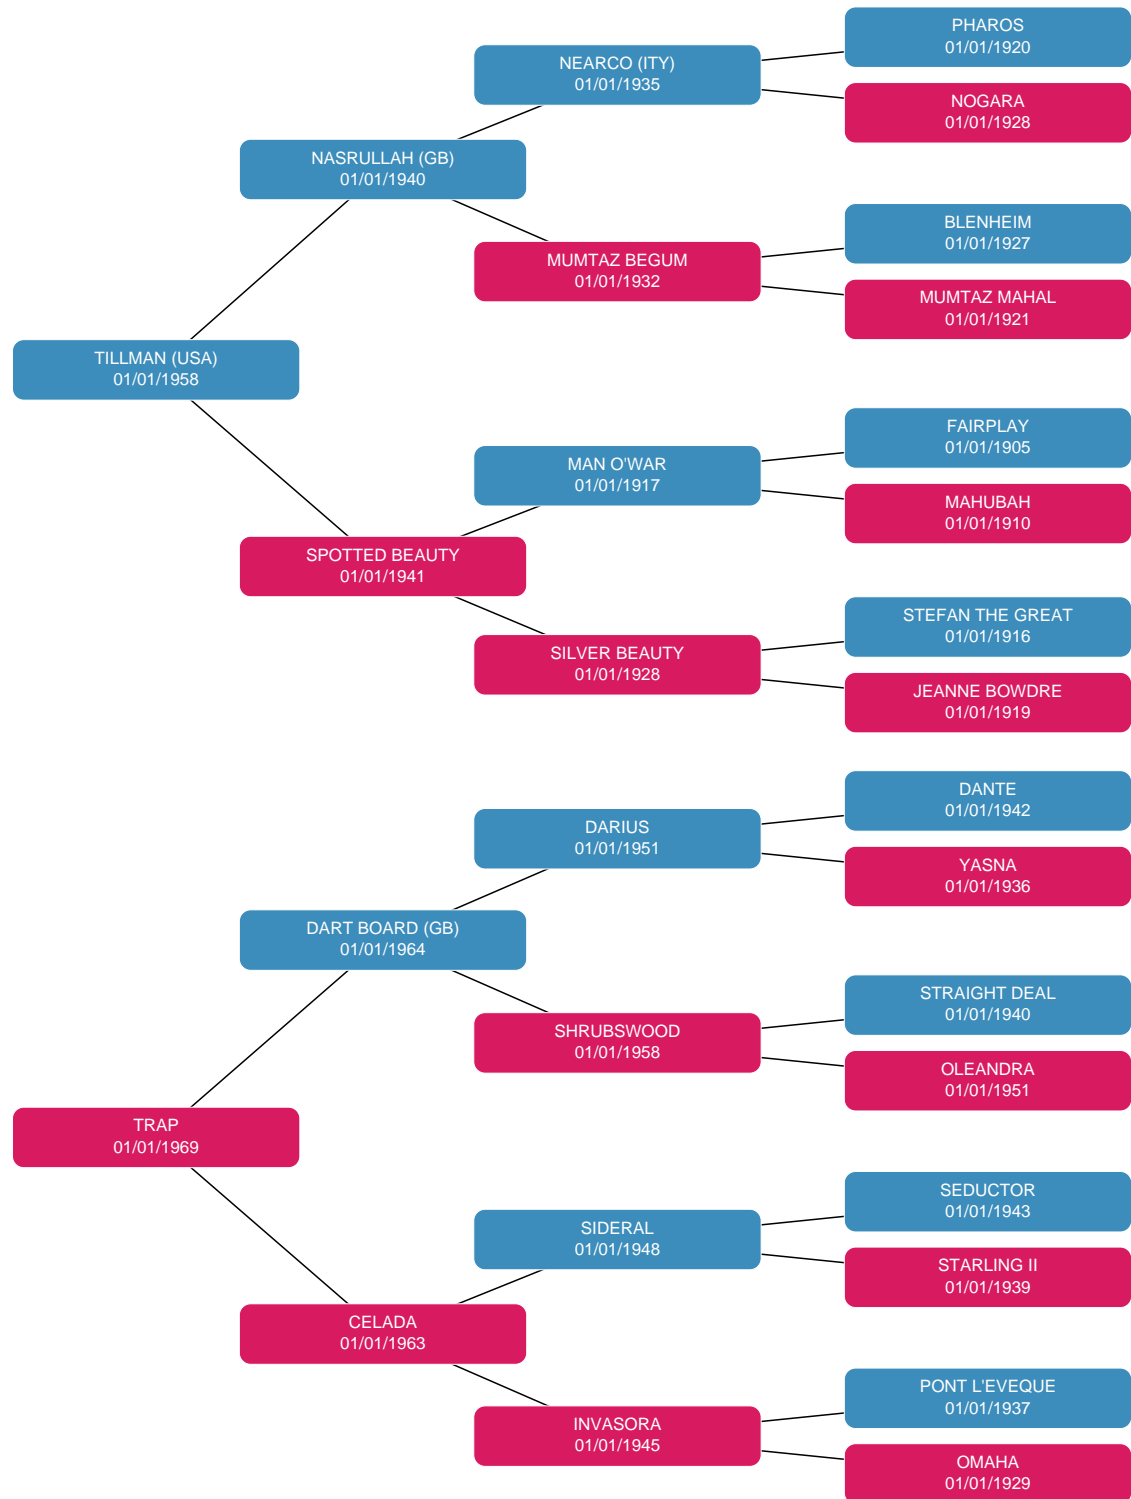 PHAROS
01/01/1920
NEARCO (ITY)
01/01/1935
NOGARA
01/01/1928
NASRULLAH (GB)
01/01/1940
BLENHEIM
01/01/1927
MUMTAZ BEGUM
01/01/1932
MUMTAZ MAHAL
01/01/1921
TILLMAN (USA)
01/01/1958
FAIRPLAY
01/01/1905
MAN O'WAR
01/01/1917
MAHUBAH
01/01/1910
SPOTTED BEAUTY
01/01/1941
STEFAN THE GREAT
01/01/1916
SILVER BEAUTY
01/01/1928
JEANNE BOWDRE
01/01/1919
DANTE
01/01/1942
DARIUS
01/01/1951
YASNA
01/01/1936
DART BOARD (GB)
01/01/1964
STRAIGHT DEAL
01/01/1940
SHRUBSWOOD
01/01/1958
OLEANDRA
01/01/1951
TRAP
01/01/1969
SEDUCTOR
01/01/1943
SIDERAL
01/01/1948
STARLING II
01/01/1939
CELADA
01/01/1963
PONT L'EVEQUE
01/01/1937
INVASORA
01/01/1945
OMAHA
01/01/1929